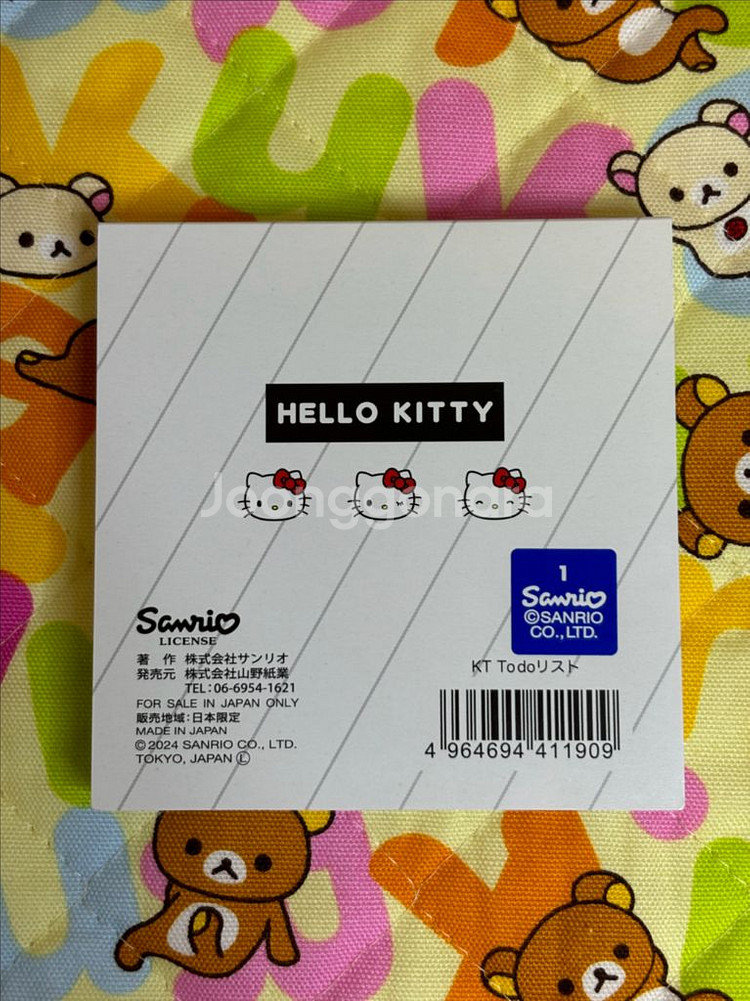 HELLO KITTY
Joonggonara
1
Sanrio
©SANRIO
CO.,LTD.
KT Todoリスト
4 964694 411909
Sanrio
LICENSE
著 作 株式会社サンリオ
発売元 株式会社山野紙業
TEL:06-6954-1621
FOR SALE IN JAPAN ONLY
販売地域:日本限定
MADE IN JAPAN
©2024 SANRIO CO., LTD.
TOKYO, JAPAN Ⓛ